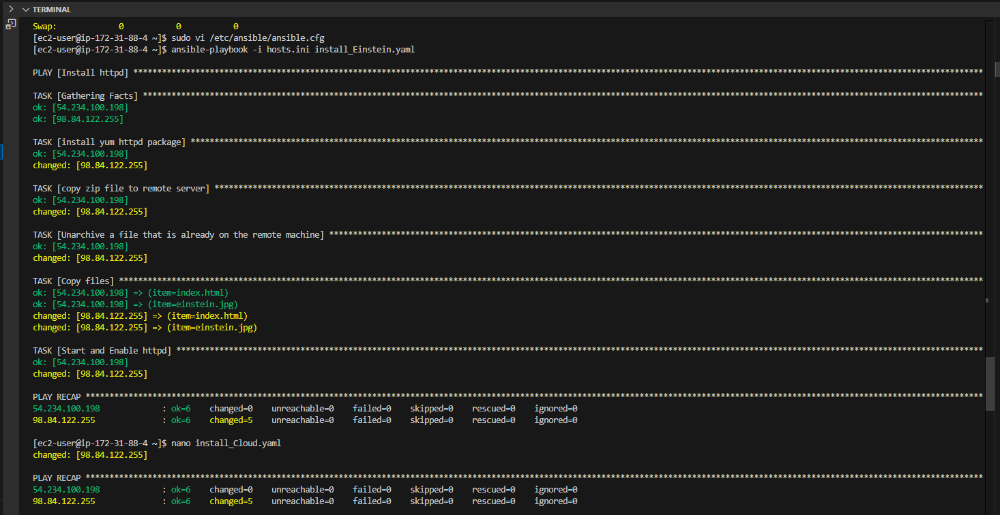 TERMINAL
Swap: 0 0 0
[ec2-user@ip-172-31-88-4 ~]$ sudo vi /etc/ansible/ansible.cfg
[ec2-user@ip-172-31-88-4 ~]$ ansible-playbook -i hosts.ini install_Einstein.yaml
PLAY [Install httpd] **********************************************************************************************************************************************************************************
TASK [Gathering Facts] ********************************************************************************************************************************************************************************
ok: [54.234.100.198]
ok: [98.84.122.255]
TASK [install yum httpd package] **********************************************************************************************************************************************************************
ok: [54.234.100.198]
changed: [98.84.122.255]
TASK [copy zip file to remote server] *****************************************************************************************************************************************************************
ok: [54.234.100.198]
changed: [98.84.122.255]
TASK [Unarchive a file that is already on the remote machine] *****************************************************************************************************************************************
ok: [54.234.100.198]
changed: [98.84.122.255]
TASK [Copy files] *************************************************************************************************************************************************************************************
ok: [54.234.100.198] => (item=index.html)
ok: [54.234.100.198] => (item=einstein.jpg)
changed: [98.84.122.255] => (item=index.html)
changed: [98.84.122.255] => (item=einstein.jpg)
TASK [Start and Enable httpd] *************************************************************************************************************************************************************************
ok: [54.234.100.198]
changed: [98.84.122.255]
PLAY RECAP ********************************************************************************************************************************************************************************************
54.234.100.198 : ok=6 changed=0 unreachable=0 failed=0 skipped=0 rescued=0 ignored=0
98.84.122.255 : ok=6 changed=5 unreachable=0 failed=0 skipped=0 rescued=0 ignored=0
[ec2-user@ip-172-31-88-4 ~]$ nano install_Cloud.yaml
changed: [98.84.122.255]
PLAY RECAP ********************************************************************************************************************************************************************************************
54.234.100.198 : ok=6 changed=0 unreachable=0 failed=0 skipped=0 rescued=0 ignored=0
98.84.122.255 : ok=6 changed=5 unreachable=0 failed=0 skipped=0 rescued=0 ignored=0